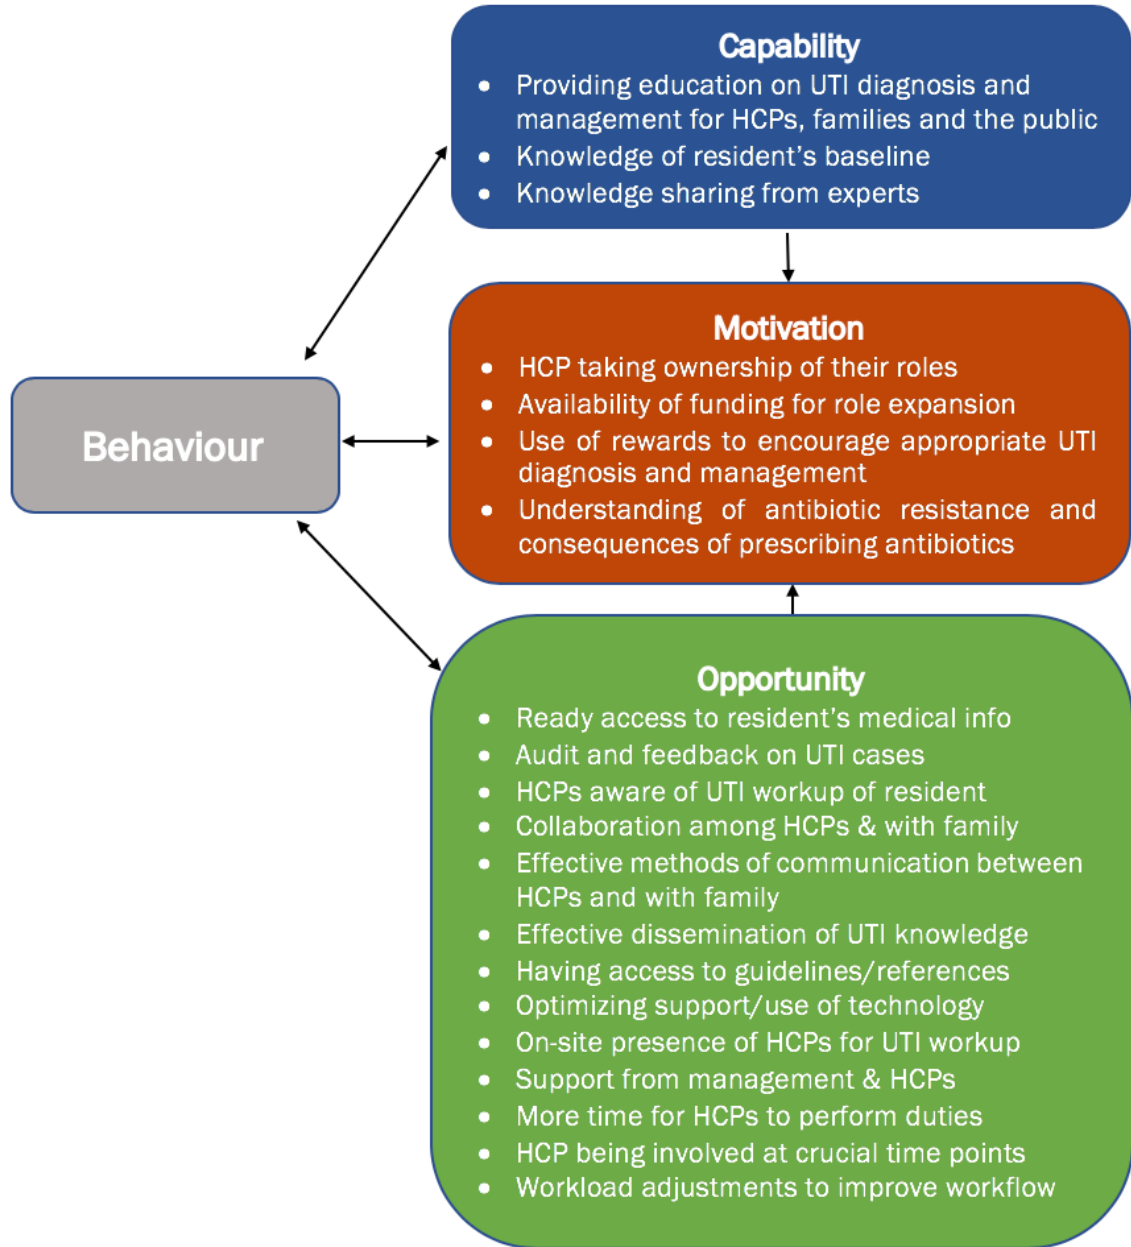 Capability
• Providing education on UTI diagnosis and
management for HCPs, families and the public
• Knowledge of resident's baseline
• Knowledge sharing from experts
Motivation
• HCP taking ownership of their roles
• Availability of funding for role expansion
• Use of rewards to encourage appropriate UTI
diagnosis and management
• Understanding of antibiotic resistance and
consequences of prescribing antibiotics
Behaviour
Opportunity
• Ready access to resident's medical info
• Audit and feedback on UTI cases
• HCPs aware of UTI workup of resident
• Collaboration among HCPs & with family
• Effective methods of communication between
HCPs and with family
• Effective dissemination of UTI knowledge
• Having access to guidelines/references
• Optimizing support/use of technology
• On-site presence of HCPs for UTI workup
• Support from management & HCPs
• More time for HCPs to perform duties
• HCP being involved at crucial time points
• Workload adjustments to improve workflow